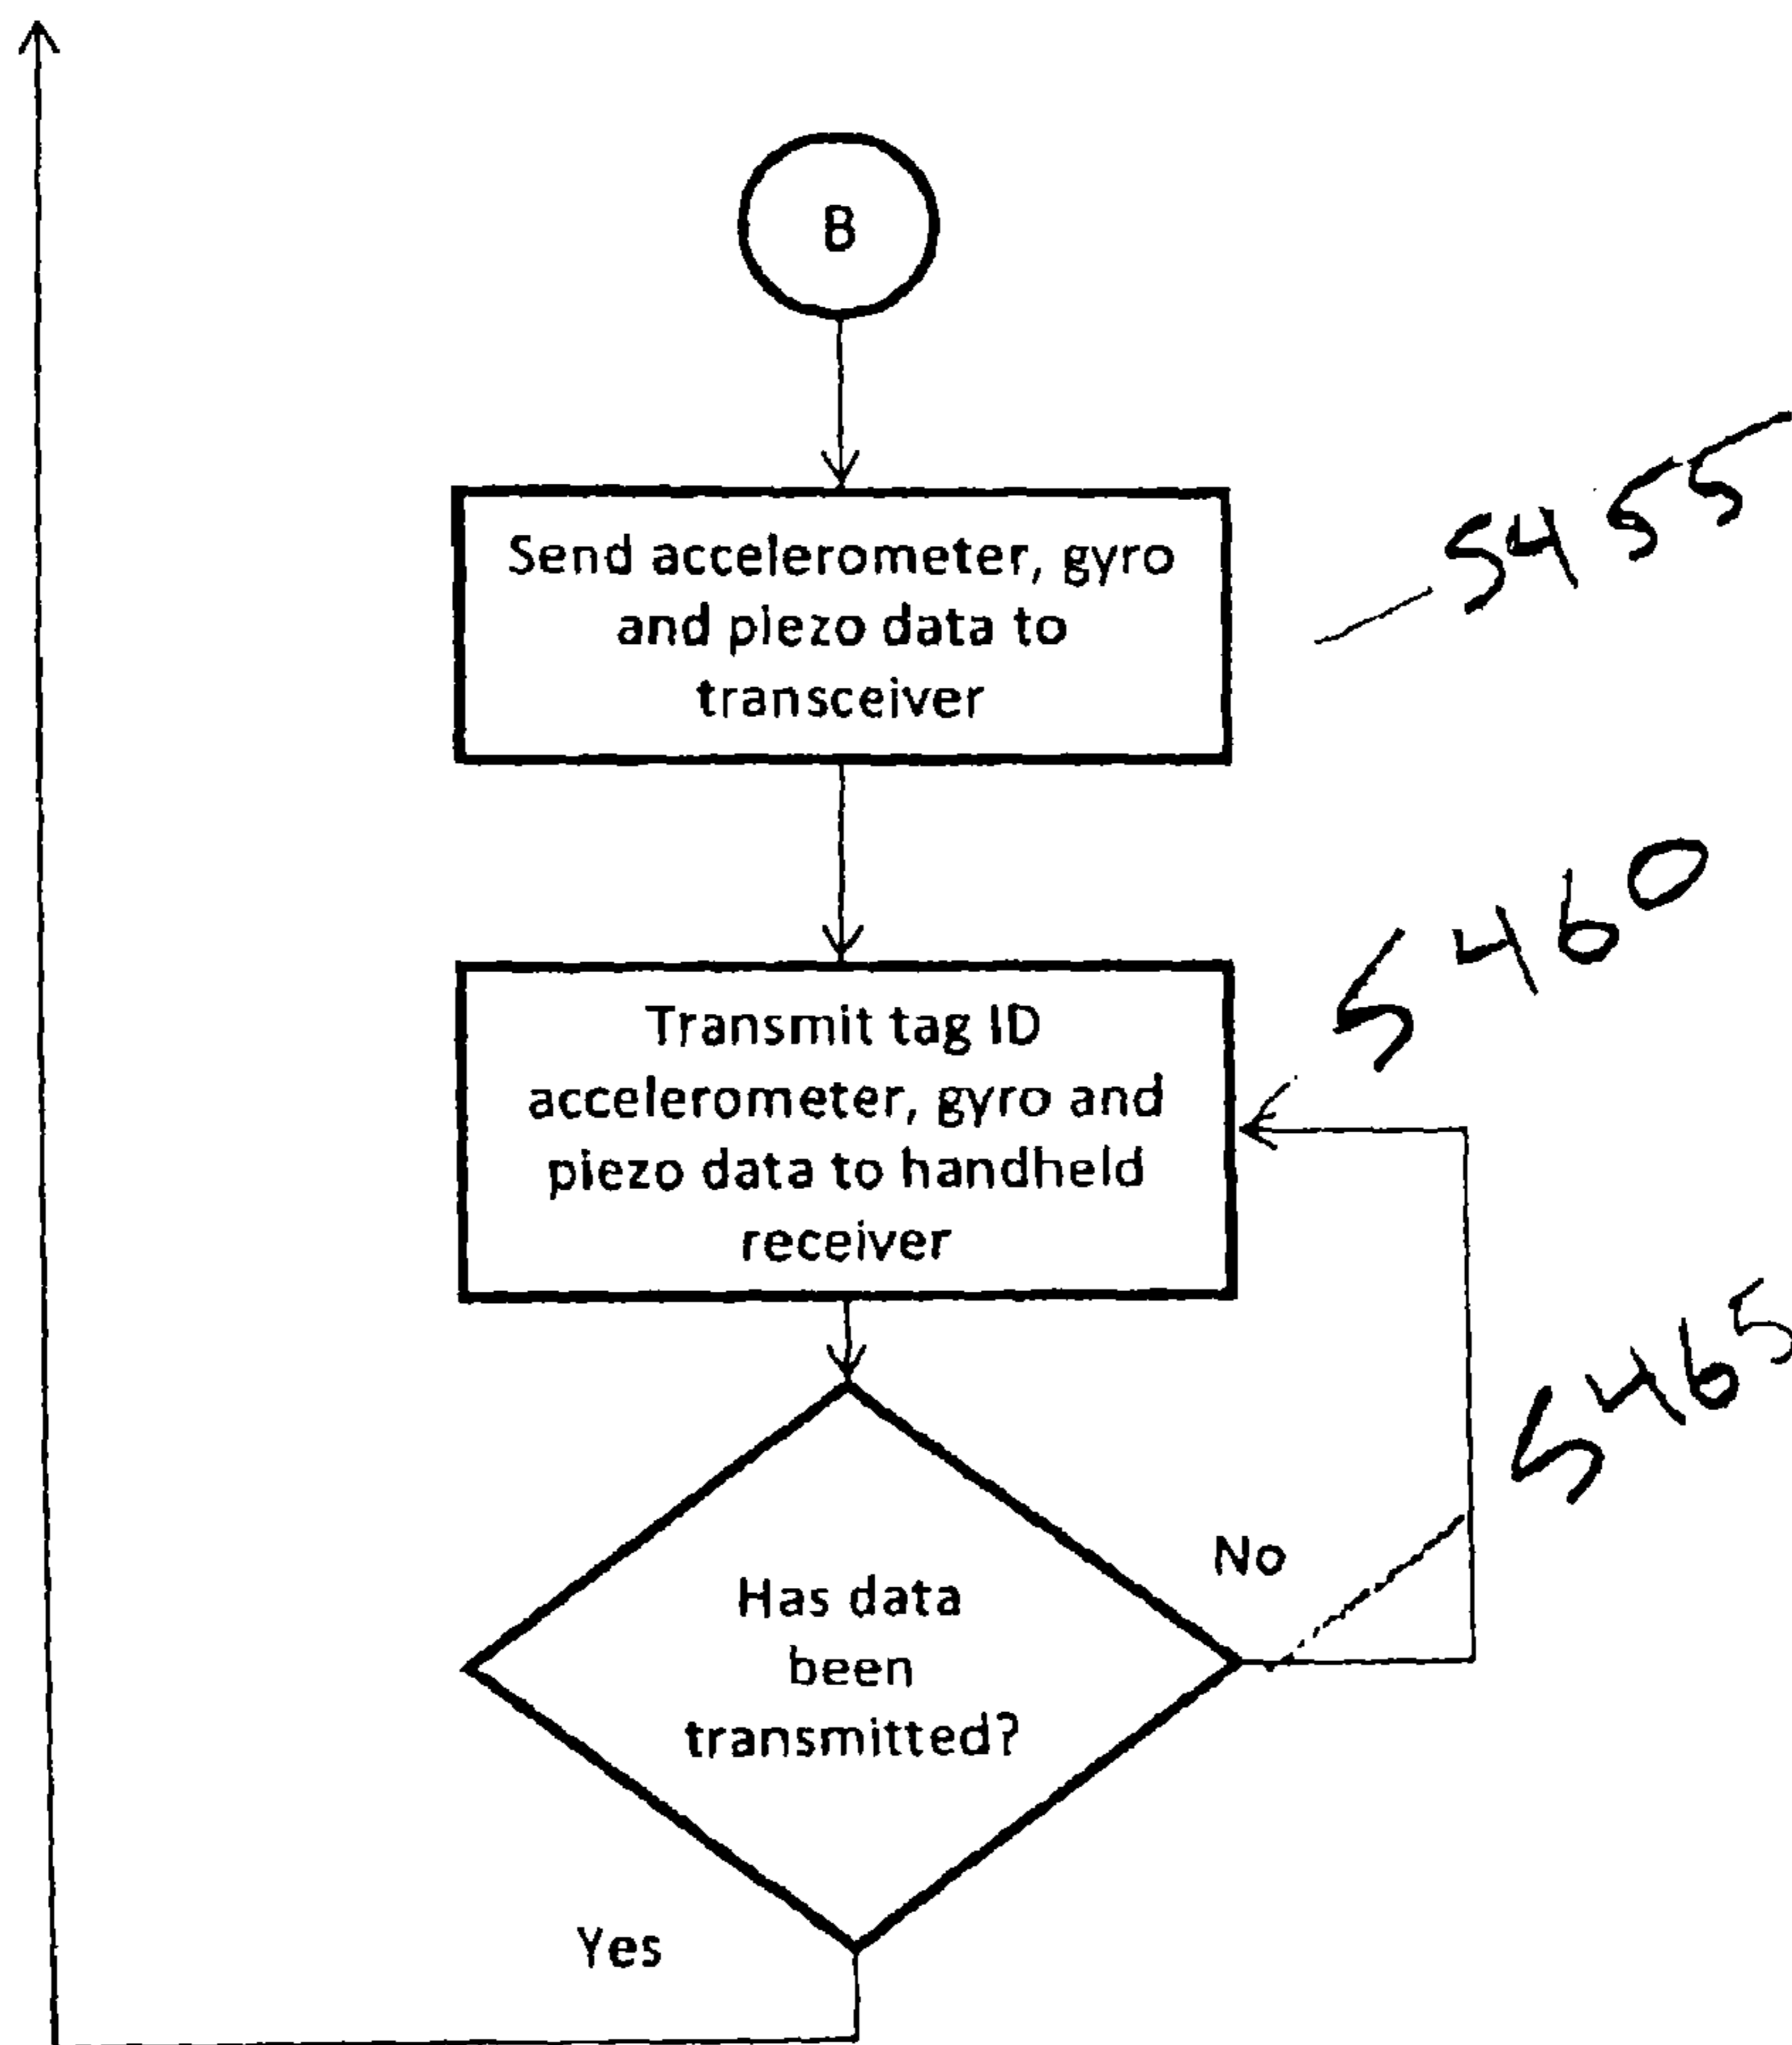 B
Send accelerometer, gyro
and piezo data to
transceiver
5455
Transmit tag ID
accelerometer, gyro and
piezo data to handheld
receiver
5460
5465
Has data
been
transmitted?
No
Yes